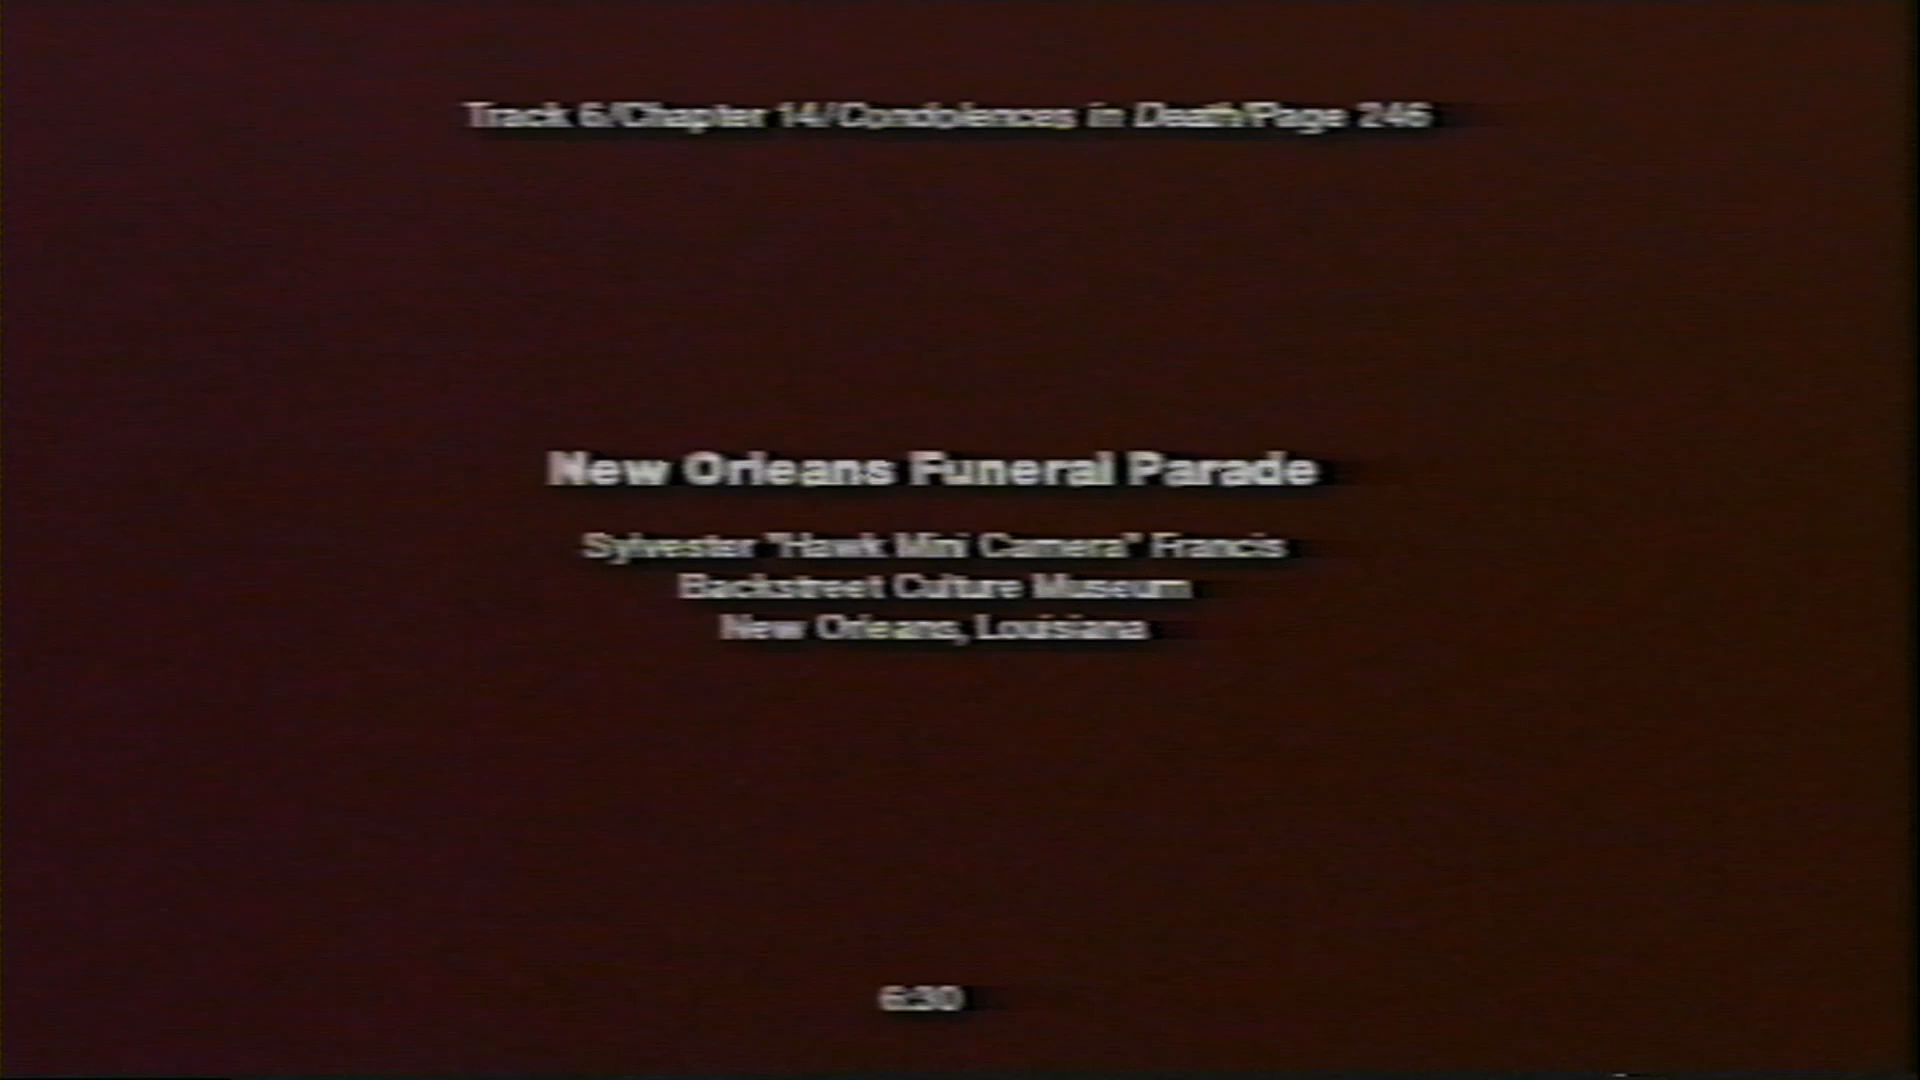 Track 6/Chapter 14/Condolences in Death/Page 246
New Orleans Funeral Parade
Sylvester "Hawk Mini Camera" Francis
Backstreet Culture Museum
New Orleans, Louisiana
6:30